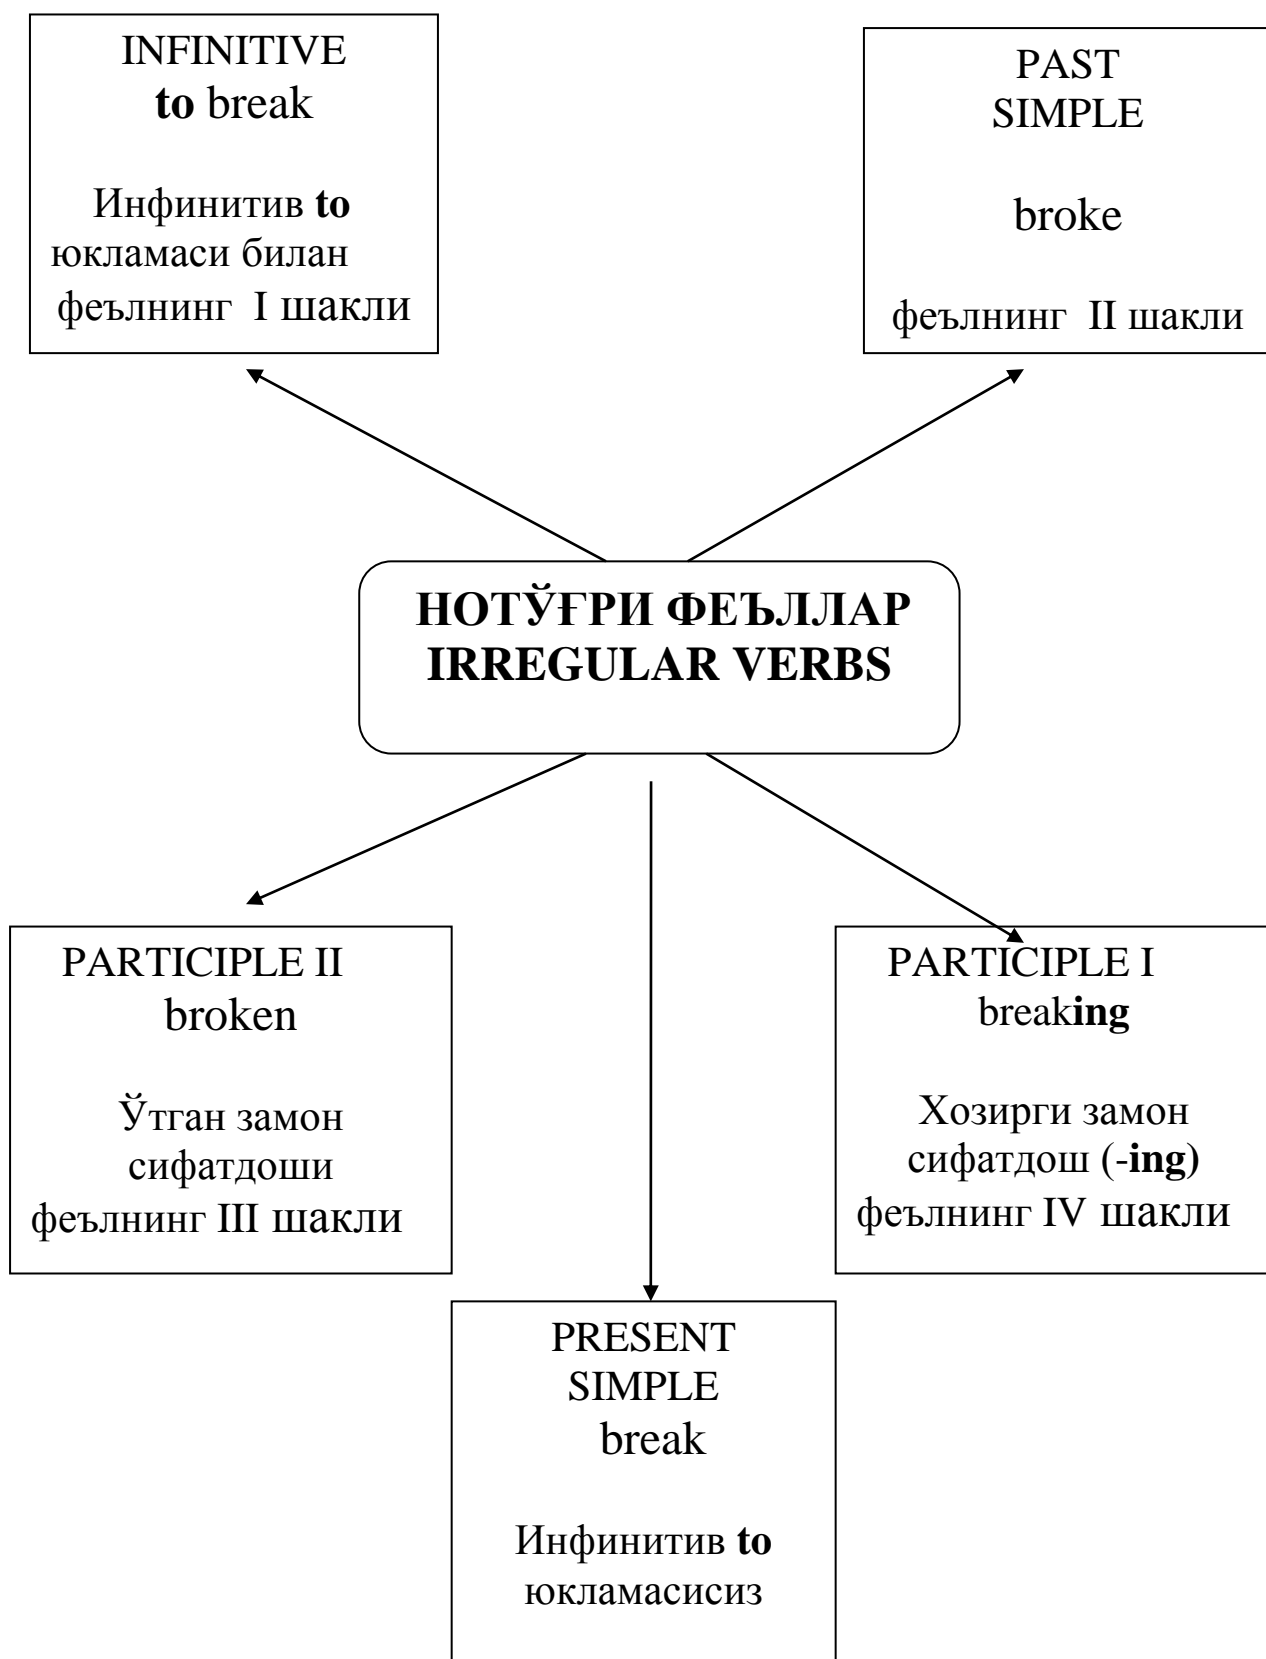 INFINITIVE
to break
Инфинитив to
юкламаси билан
феълнинг I шакли
PAST
SIMPLE
broke
феълнинг II шакли
НОТЎҒРИ ФЕЪЛЛАР
IRREGULAR VERBS
PARTICIPLE II
broken
Ўтган замон
сифатдоши
феълнинг III шакли
PARTICIPLE I
breaking
Хозирги замон
сифатдош (-ing)
феълнинг IV шакли
PRESENT
SIMPLE
break
Инфинитив to
юкламасисиз